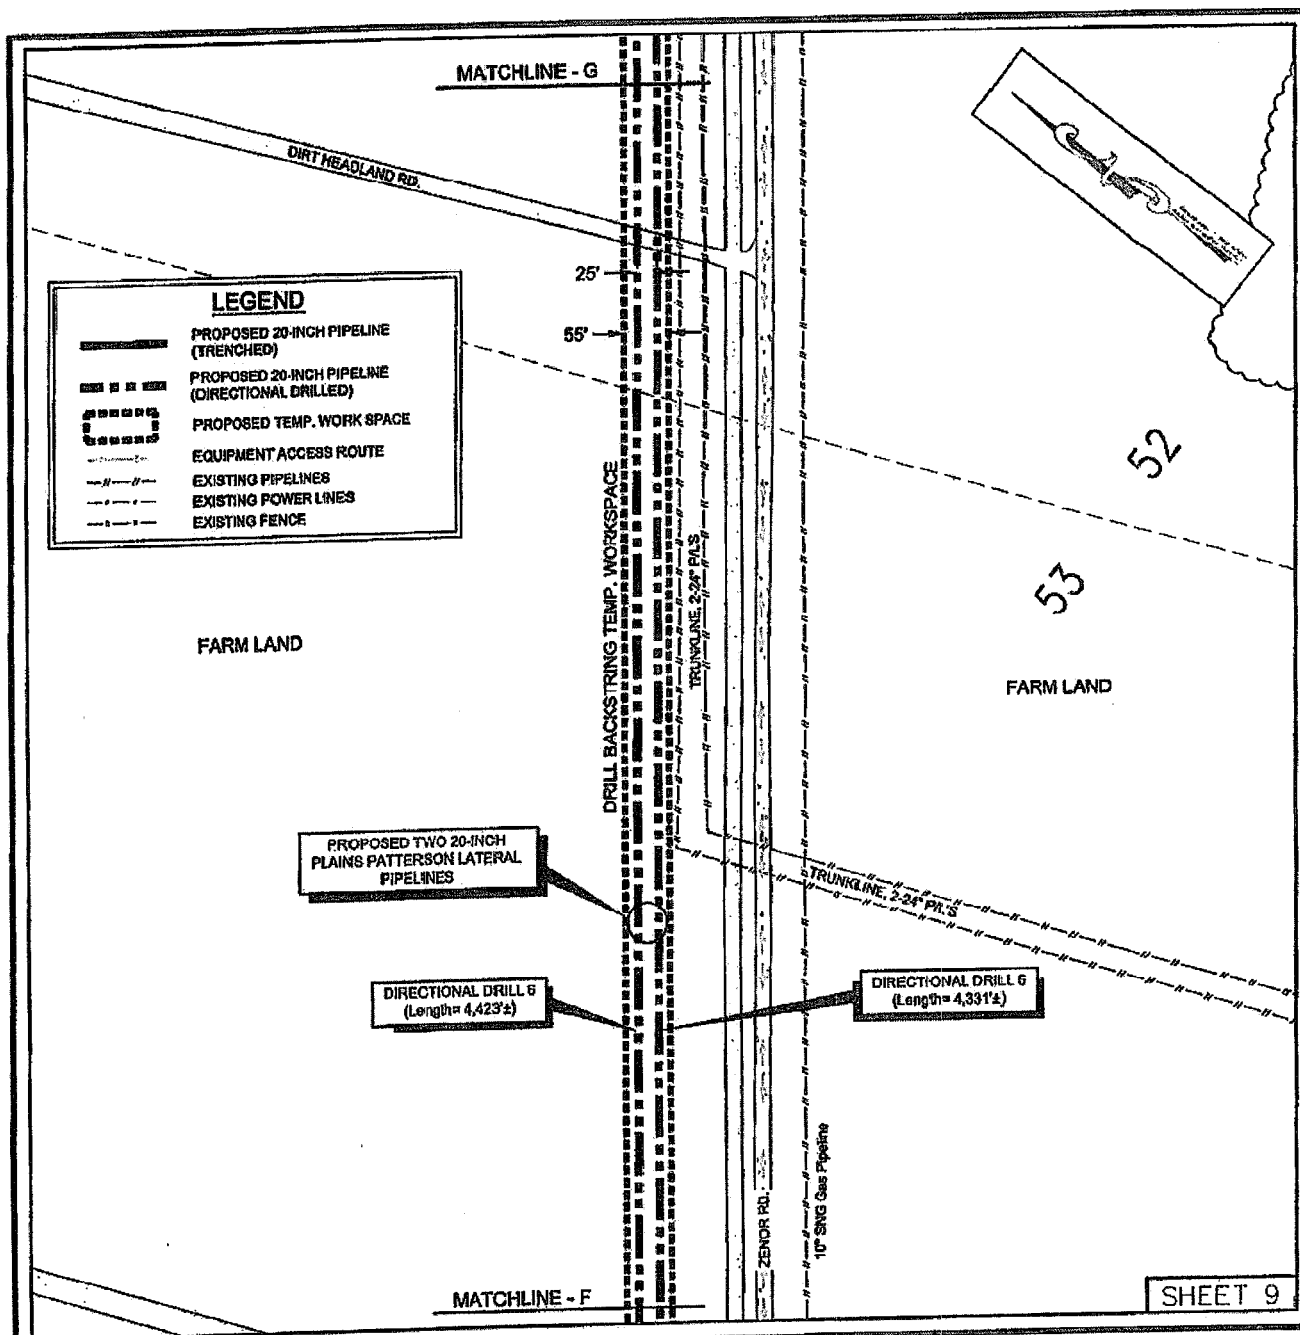 MATCHLINE - G
DIRT HEADLAND RD.
25'
55'
LEGEND
PROPOSED 20-INCH PIPELINE
(TRENCHED)
PROPOSED 20-INCH PIPELINE
(DIRECTIONAL DRILLED)
PROPOSED TEMP. WORK SPACE
EQUIPMENT ACCESS ROUTE
EXISTING PIPELINES
EXISTING POWER LINES
EXISTING FENCE
52
53
DRILL BACKSTRING TEMP. WORKSPACE
TRUNKLINE, 2-24" P/L'S
FARM LAND
FARM LAND
PROPOSED TWO 20-INCH
PLAINS PATTERSON LATERAL
PIPELINES
TRUNKLINE, 2-24" P/L'S
DIRECTIONAL DRILL 6
(Length= 4,423'±)
DIRECTIONAL DRILL 6
(Length= 4,331'±)
ZENOR RD.
10" SNG Gas Pipeline
MATCHLINE - F
SHEET 9